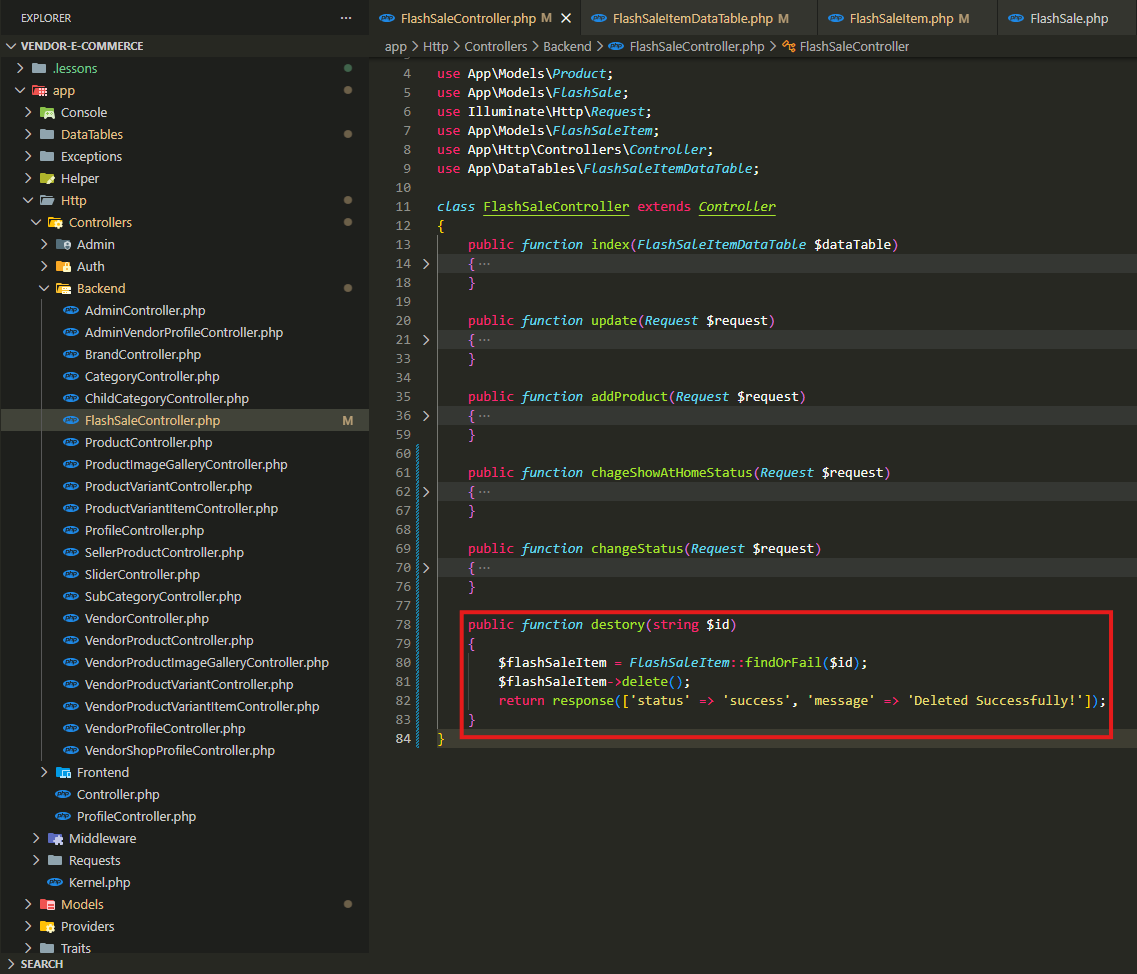 EXPLORER
VENDOR-E-COMMERCE
.lessons
app
Console
DataTables
Exceptions
Helper
Http
Controllers
Admin
Auth
Backend
AdminController.php
AdminVendorProfileController.php
BrandController.php
CategoryController.php
ChildCategoryController.php
FlashSaleController.php M
ProductController.php
ProductImageGalleryController.php
ProductVariantController.php
ProductVariantItemController.php
ProfileController.php
SellerProductController.php
SliderController.php
SubCategoryController.php
VendorController.php
VendorProductController.php
VendorProductImageGalleryController.php
VendorProductVariantController.php
VendorProductVariantItemController.php
VendorProfileController.php
VendorShopProfileController.php
Frontend
Controller.php
ProfileController.php
Middleware
Requests
Kernel.php
Models
Providers
Traits
SEARCH
FlashSaleController.php M FlashSaleItemDataTable.php M FlashSaleItem.php M FlashSale.php
app > Http > Controllers > Backend > FlashSaleController.php > FlashSaleController
4 use App\Models\Product;
5 use App\Models\FlashSale;
6 use Illuminate\Http\Request;
7 use App\Models\FlashSaleItem;
8 use App\Http\Controllers\Controller;
9 use App\DataTables\FlashSaleItemDataTable;
10
11 class FlashSaleController extends Controller
12 {
13 public function index(FlashSaleItemDataTable $dataTable)
14 { ···
18 }
19
20 public function update(Request $request)
21 { ···
33 }
34
35 public function addProduct(Request $request)
36 { ···
59 }
60
61 public function chageShowAtHomeStatus(Request $request)
62 { ···
67 }
68
69 public function changeStatus(Request $request)
70 { ···
76 }
77
78 public function destory(string $id)
79 {
80 $flashSaleItem = FlashSaleItem::findOrFail($id);
81 $flashSaleItem->delete();
82 return response(['status' => 'success', 'message' => 'Deleted Successfully!']);
83 }
84 }